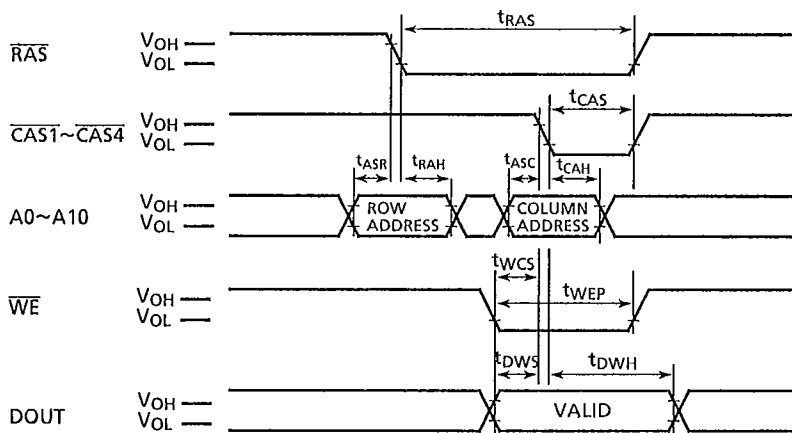 tRAS
RAS VOH
VOL
tCAS
CAS1~CAS4 VOH
VOL
tASR tRAH tASC tCAH
A0~A10 VOH
VOL
ROW
ADDRESS
COLUMN
ADDRESS
tWCS
tWEP
WE VOH
VOL
tDWS tDWH
DOUT VOH
VOL
VALID